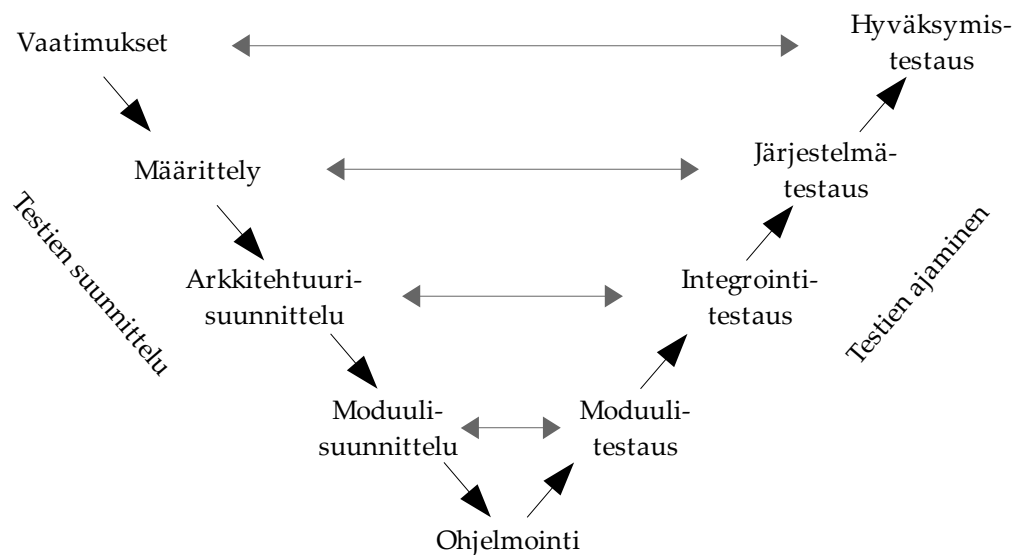 Vaatimukset
Hyväksymis-
testaus
Määrittely
Järjestelmä-
testaus
Testien suunnittelu
Testien ajaminen
Arkkitehtuuri-
suunnittelu
Integrointi-
testaus
Moduuli-
suunnittelu
Moduuli-
testaus
Ohjelmointi